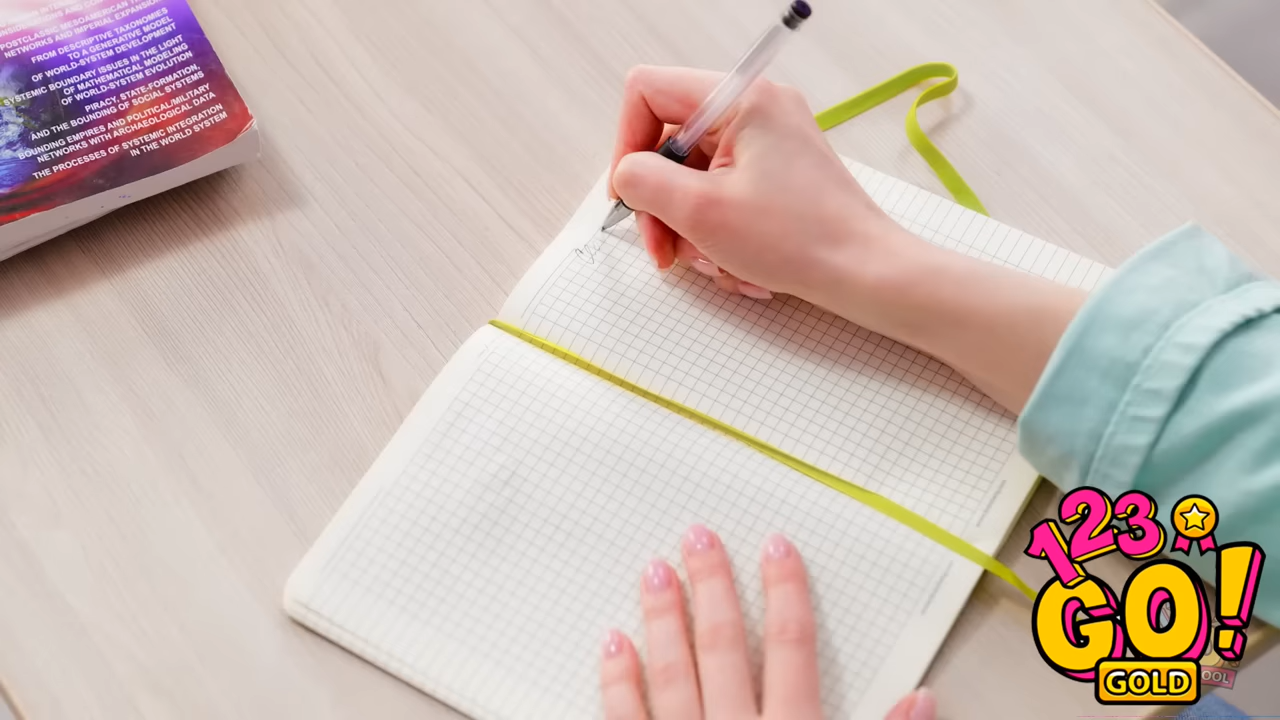 POSTCLASSIC MESOAMERICAN
NETWORKS AND IMPERIAL EXPANSION
FROM DESCRIPTIVE TAXONOMIES
TO A GENERATIVE MODEL
OF WORLD-SYSTEM DEVELOPMENT
SYSTEMIC BOUNDARY ISSUES IN THE LIGHT
OF MATHEMATICAL MODELING
OF WORLD-SYSTEM EVOLUTION
PIRACY, STATE-FORMATION,
AND THE BOUNDING OF SOCIAL SYSTEMS
BOUNDING EMPIRES AND POLITICAL/MILITARY
NETWORKS WITH ARCHAEOLOGICAL DATA
THE PROCESSES OF SYSTEMIC INTEGRATION
IN THE WORLD SYSTEM
123
GO!
GOLD